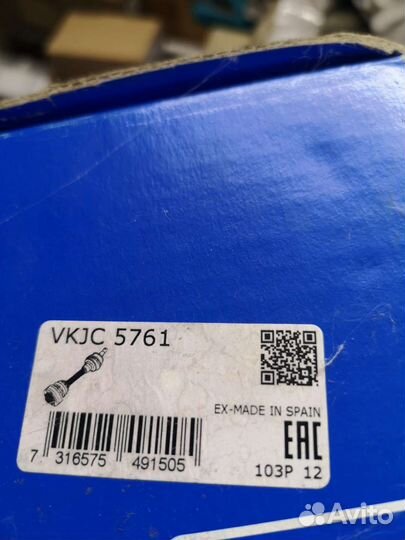 VKJC 5761
EX-MADE IN SPAIN
EAC
7 316575 491505
103P 12
Avito